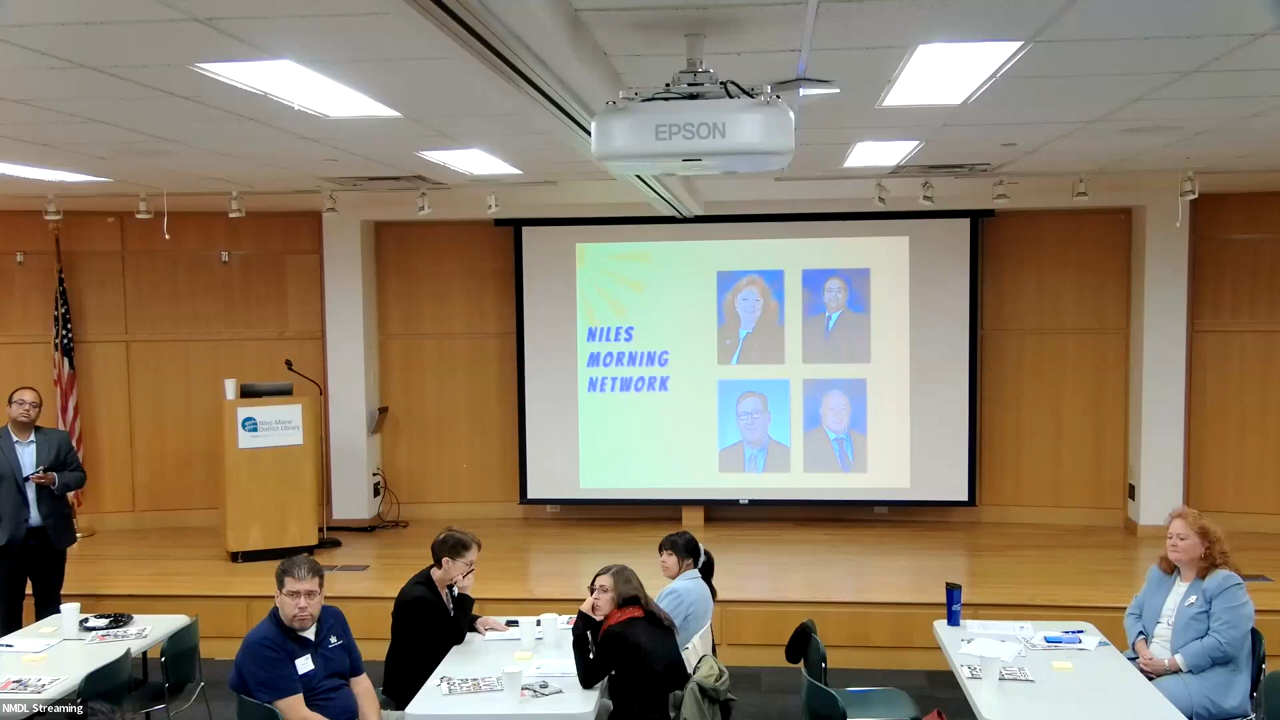 EPSON
NILES
MORNING
NETWORK
Niles-Maine
District Library
NMDL Streaming